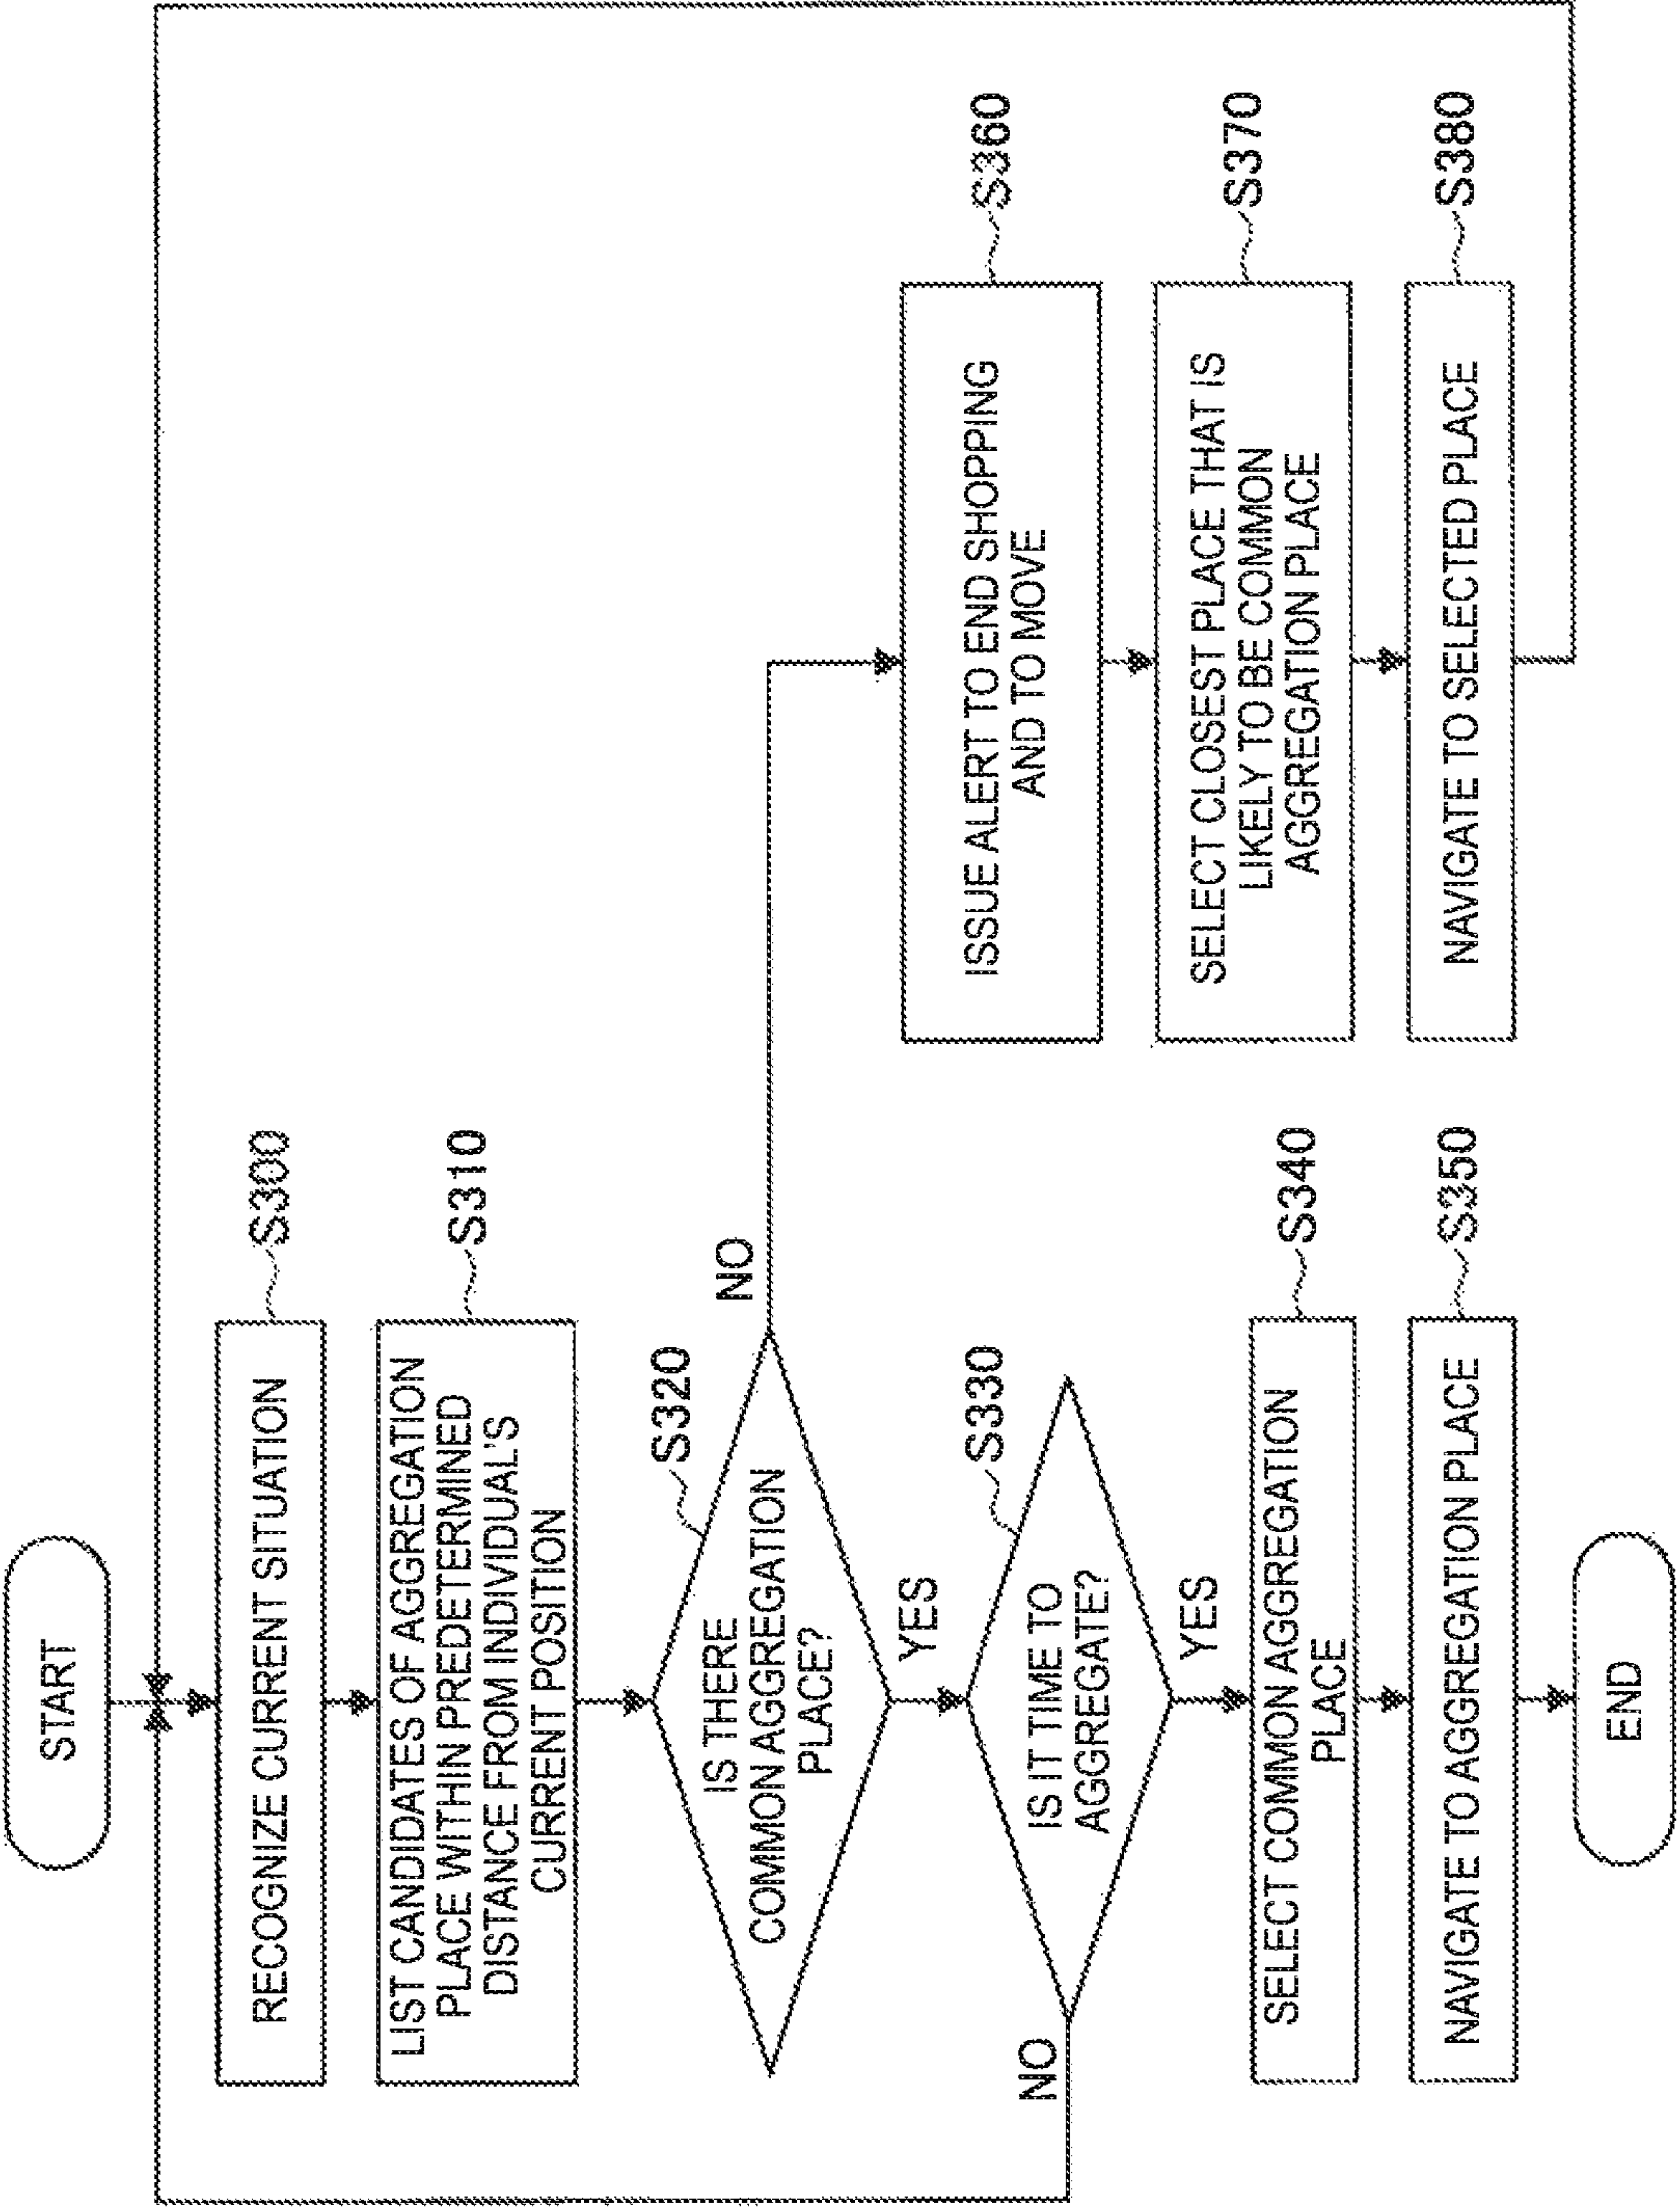 START
RECOGNIZE CURRENT SITUATION
S300
LIST CANDIDATES OF AGGREGATION
PLACE WITHIN PREDETERMINED
DISTANCE FROM INDIVIDUAL'S
CURRENT POSITION
S310
IS THERE
COMMON AGGREGATION
PLACE?
S320
NO
YES
IS IT TIME TO
AGGREGATE?
S330
NO
YES
SELECT COMMON AGGREGATION
PLACE
S340
NAVIGATE TO AGGREGATION PLACE
S350
END
ISSUE ALERT TO END SHOPPING
AND TO MOVE
S360
SELECT CLOSEST PLACE THAT IS
LIKELY TO BE COMMON
AGGREGATION PLACE
S370
NAVIGATE TO SELECTED PLACE
S380